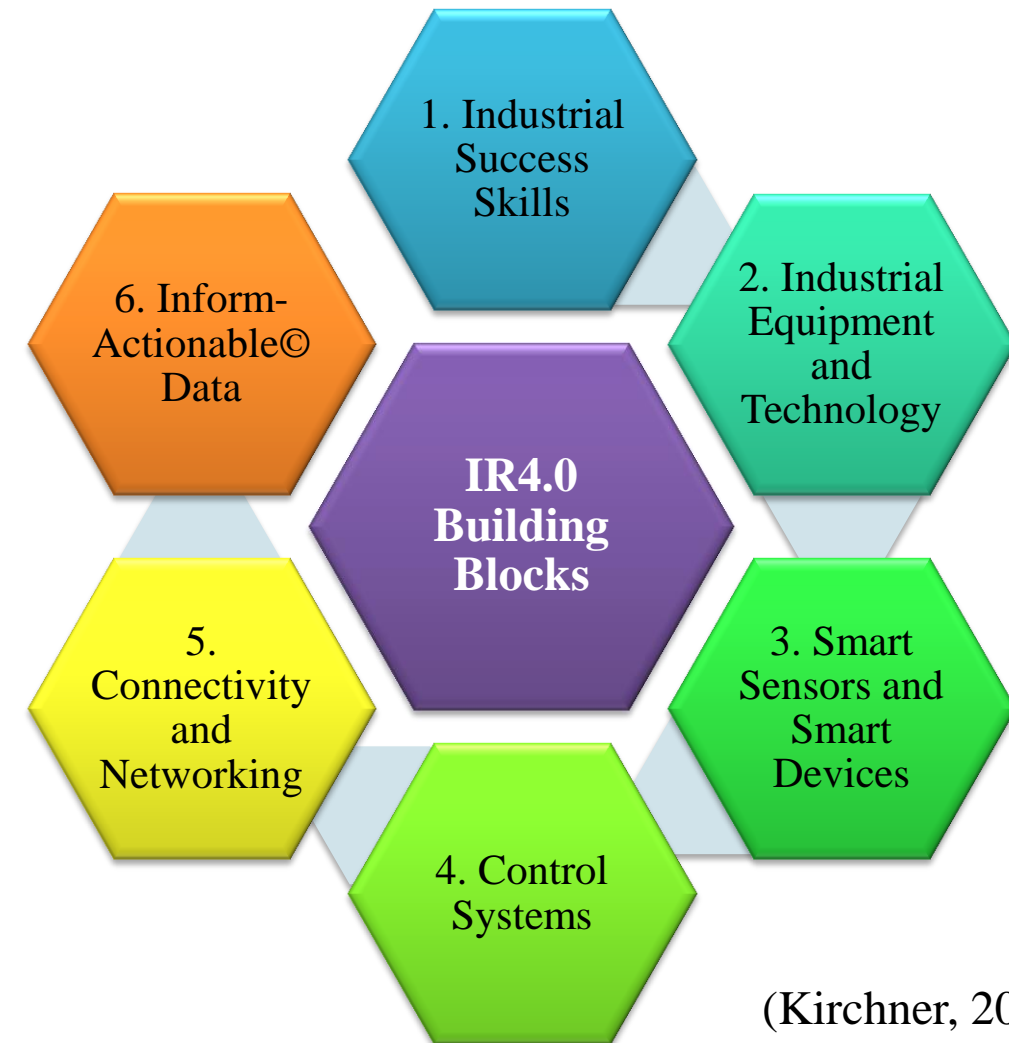 1. Industrial
Success
Skills
2. Industrial
Equipment
and
Technology
3. Smart
Sensors and
Smart
Devices
4. Control
Systems
5.
Connectivity
and
Networking
6. Inform-
Actionable©
Data
IR4.0
Building
Blocks
(Kirchner, 20